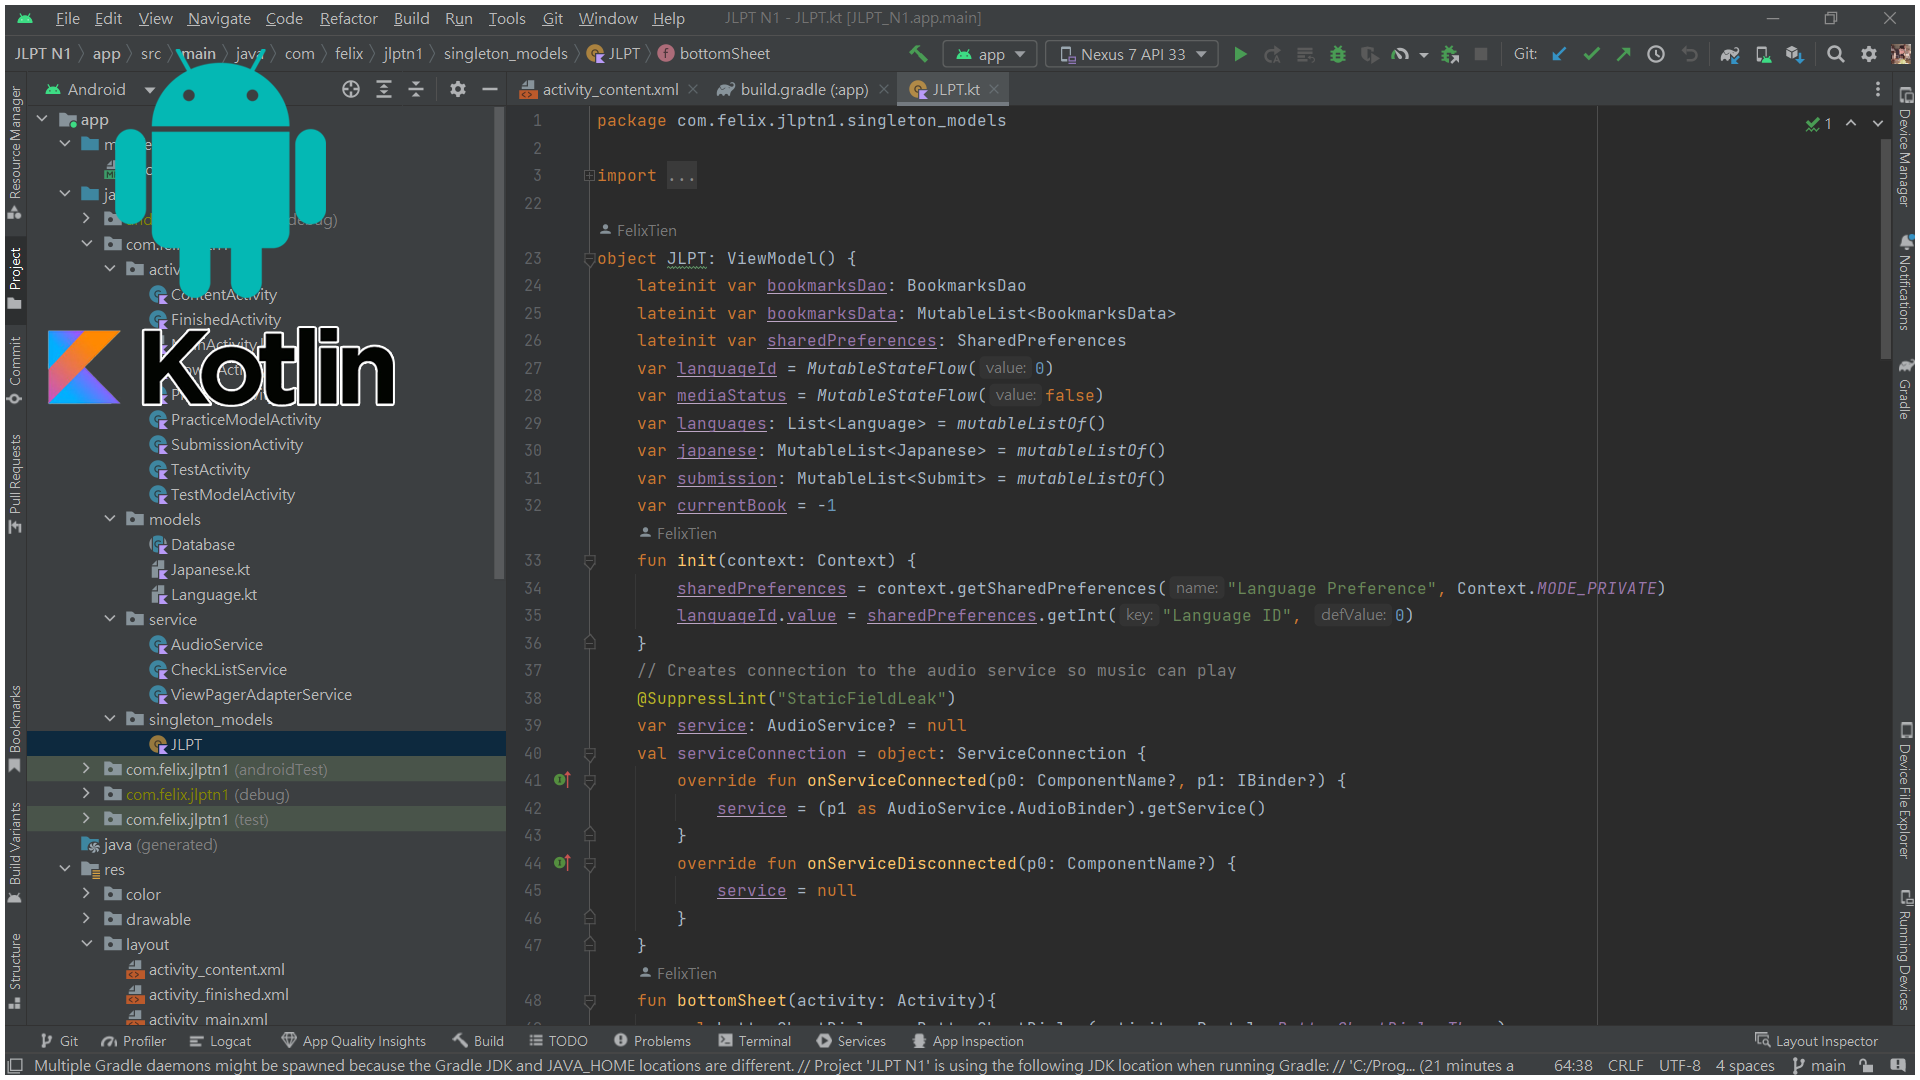 File Edit View Navigate Code Refactor Build Run Tools Git Window Help JLPT N1 - JLPT.kt [JLPT_N1.app.main]
JLPT N1 app src main java com felix jlptn1 singleton_models JLPT bottomSheet app Nexus 7 API 33 Git:
Android
activity_content.xml build.gradle (:app) JLPT.kt
Resource Manager
Project
Commit
Pull Requests
Bookmarks
Build Variants
Structure
app
com.
activ
ContentActivity
FinishedActivity
Kotlin
PracticeModelActivity
SubmissionActivity
TestActivity
TestModelActivity
models
Database
Japanese.kt
Language.kt
service
AudioService
CheckListService
ViewPagerAdapterService
singleton_models
JLPT
com.felix.jlptn1 (androidTest)
com.felix.jlptn1 (debug)
com.felix.jlptn1 (test)
java (generated)
res
color
drawable
layout
activity_content.xml
activity_finished.xml
activity_main.xml
1 package com.felix.jlptn1.singleton_models
2
3 import ...
22
FelixTien
23 object JLPT: ViewModel() {
24 lateinit var bookmarksDao: BookmarksDao
25 lateinit var bookmarksData: MutableList<BookmarksData>
26 lateinit var sharedPreferences: SharedPreferences
27 var languageId = MutableStateFlow( value: 0)
28 var mediaStatus = MutableStateFlow( value: false)
29 var languages: List<Language> = mutableListOf()
30 var japanese: MutableList<Japanese> = mutableListOf()
31 var submission: MutableList<Submit> = mutableListOf()
32 var currentBook = -1
FelixTien
33 fun init(context: Context) {
34 sharedPreferences = context.getSharedPreferences( name: "Language Preference", Context.MODE_PRIVATE)
35 languageId.value = sharedPreferences.getInt( key: "Language ID", defValue: 0)
36 }
37 // Creates connection to the audio service so music can play
38 @SuppressLint("StaticFieldLeak")
39 var service: AudioService? = null
40 val serviceConnection = object: ServiceConnection {
41 override fun onServiceConnected(p0: ComponentName?, p1: IBinder?) {
42 service = (p1 as AudioService.AudioBinder).getService()
43 }
44 override fun onServiceDisconnected(p0: ComponentName?) {
45 service = null
46 }
47 }
FelixTien
48 fun bottomSheet(activity: Activity){
1
Device Manager
Notifications
Gradle
Device File Explorer
Running Devices
Git Profiler Logcat App Quality Insights Build TODO Problems Terminal Services App Inspection Layout Inspector
Multiple Gradle daemons might be spawned because the Gradle JDK and JAVA_HOME locations are different. // Project 'JLPT N1' is using the following JDK location when running Gradle: // 'C:/Prog... (21 minutes a 64:38 CRLF UTF-8 4 spaces main